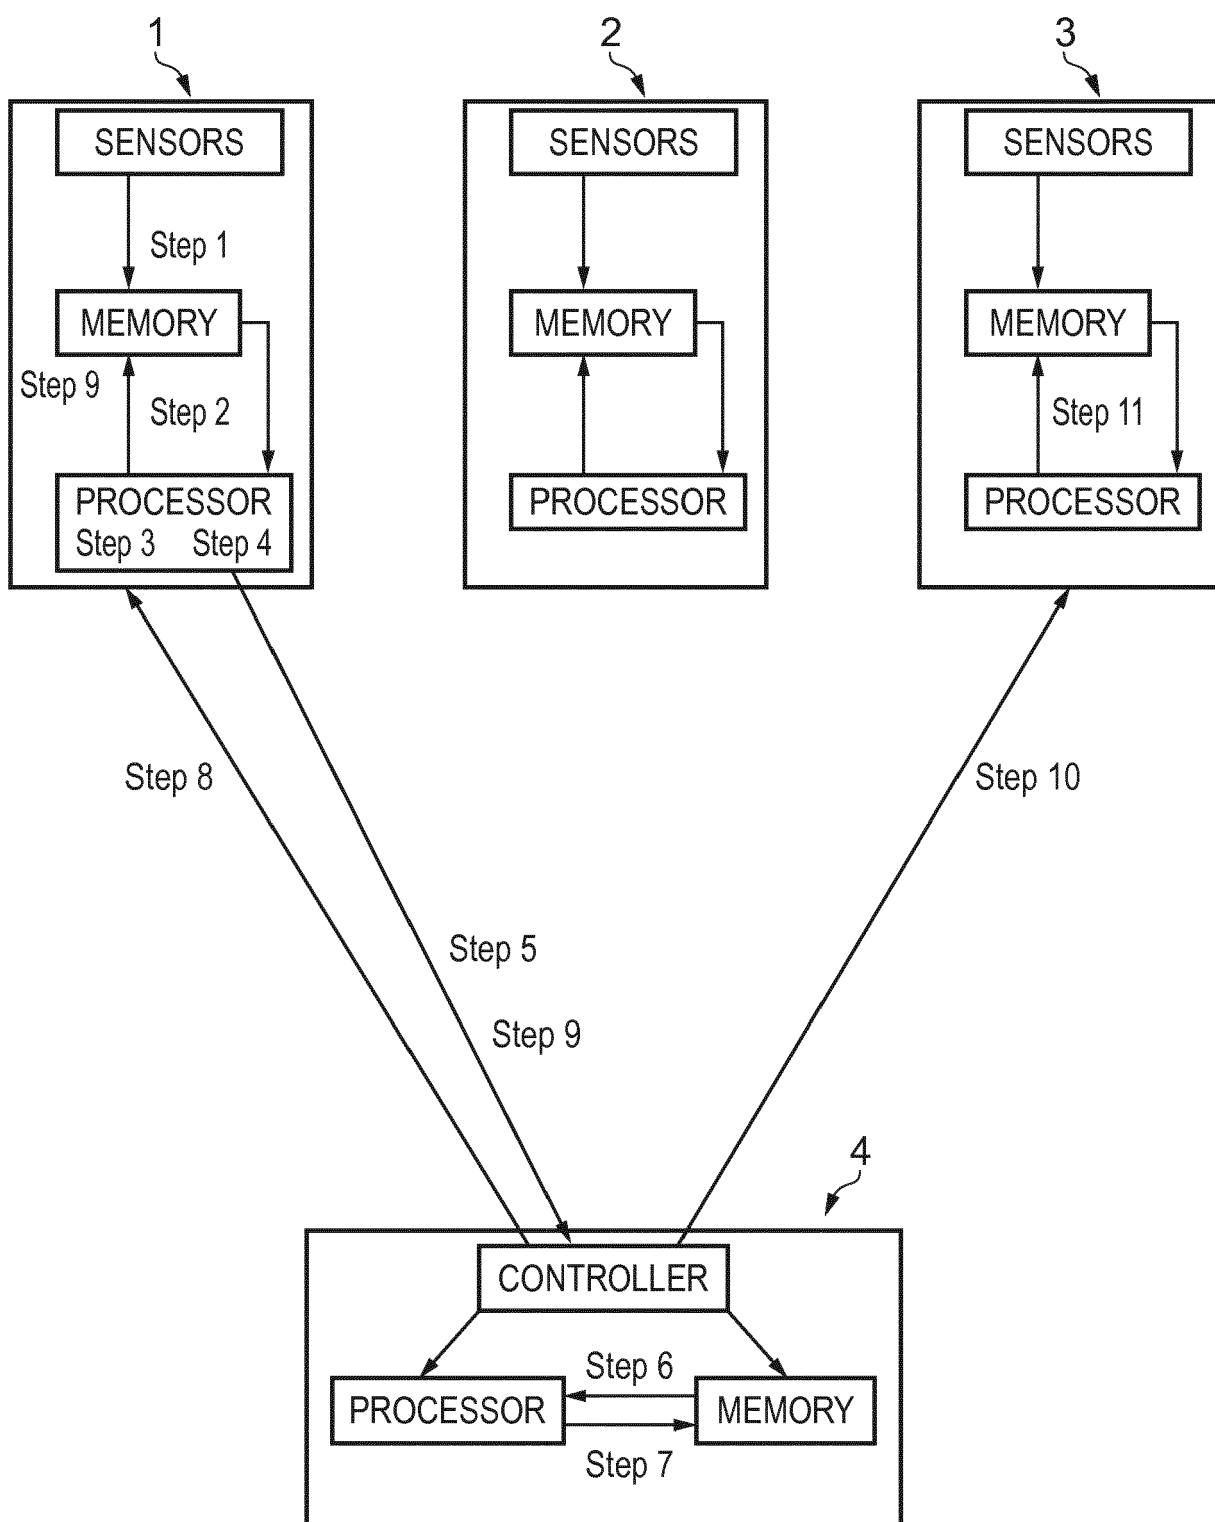 1
2
3
SENSORS
SENSORS
SENSORS
Step 1
MEMORY
MEMORY
MEMORY
Step 9
Step 2
Step 11
PROCESSOR
Step 3 Step 4
PROCESSOR
PROCESSOR
Step 8
Step 10
Step 5
Step 9
4
CONTROLLER
Step 6
PROCESSOR
MEMORY
Step 7